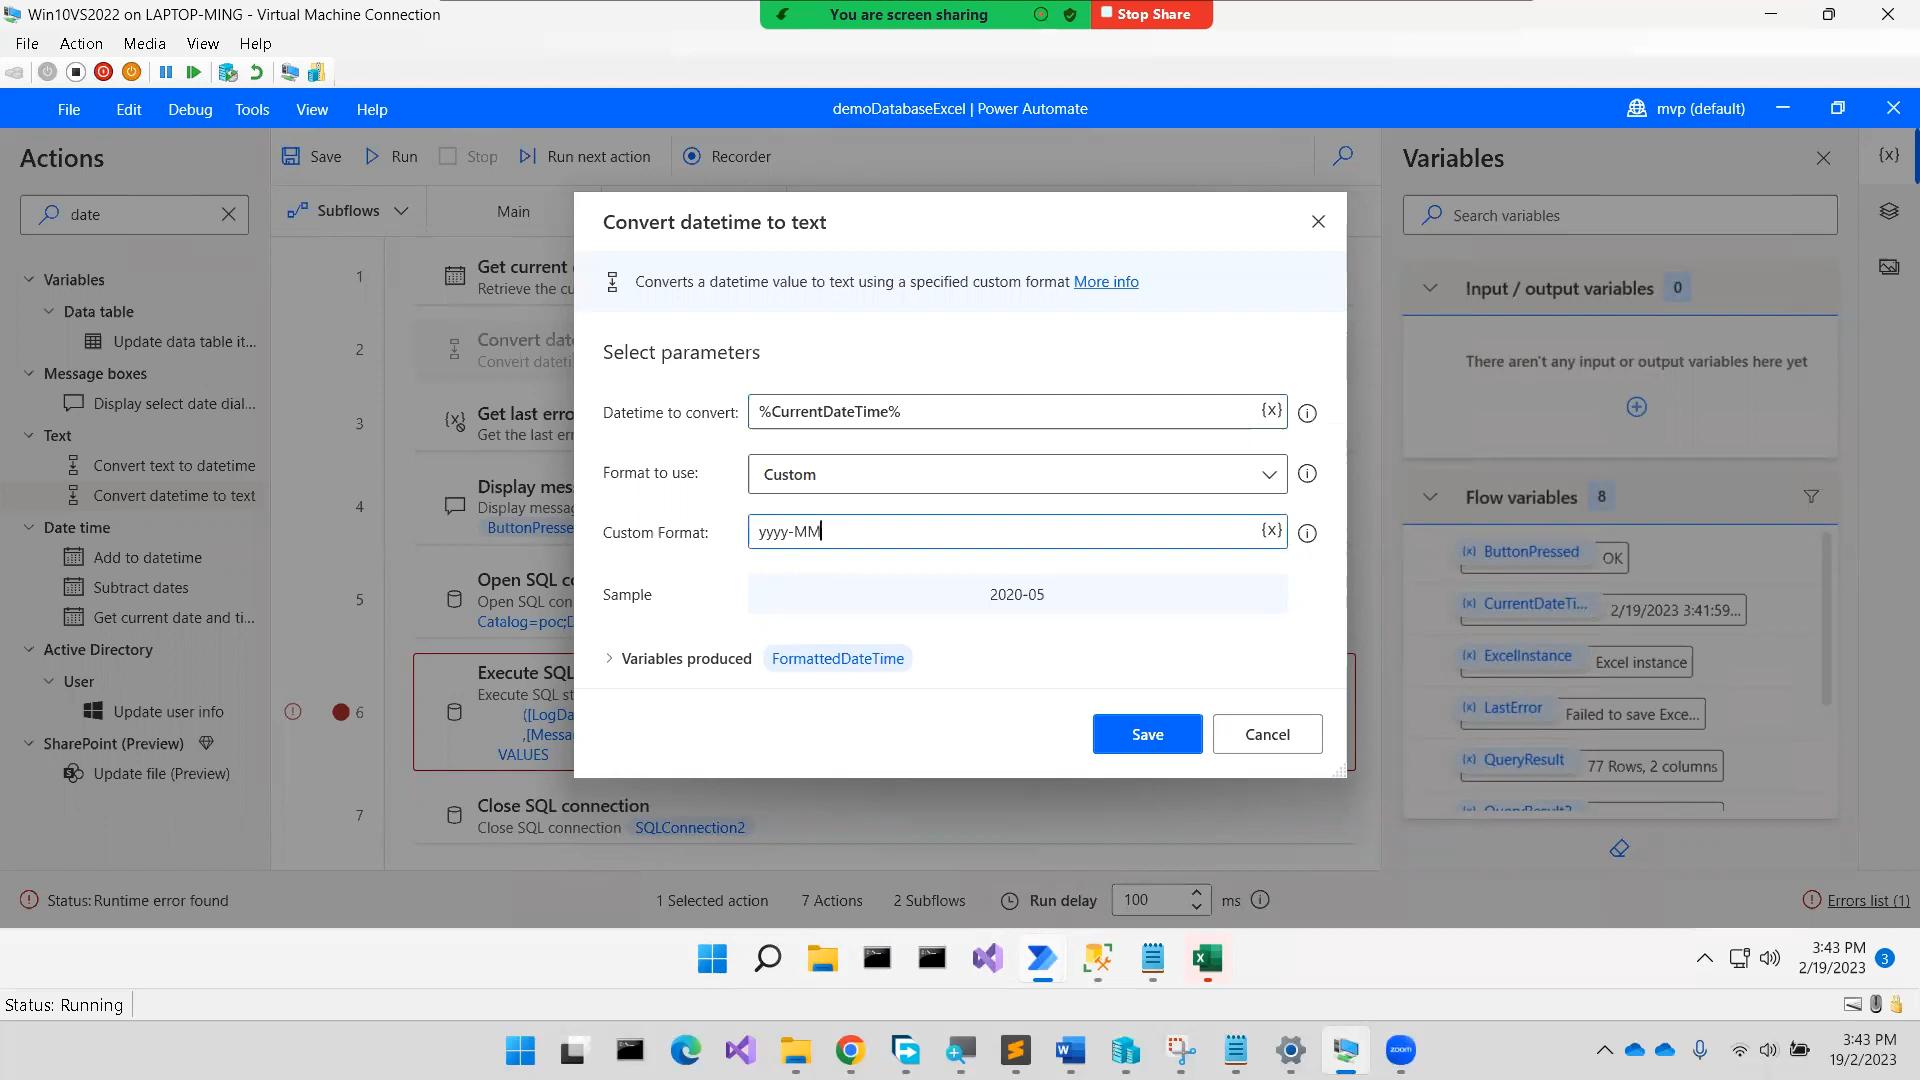 Win10VS2022 on LAPTOP-MING - Virtual Machine Connection
You are screen sharing
Stop Share
File Action Media View Help
File Edit Debug Tools View Help
demoDatabaseExcel | Power Automate
mvp (default)
Actions
Save Run Stop Run next action Recorder
Variables
{x}
date
Subflows
Main
Search variables
Variables
Data table
Update data table it...
Message boxes
Display select date dial...
Text
Convert text to datetime
Convert datetime to text
Date time
Add to datetime
Subtract dates
Get current date and ti...
Active Directory
User
Update user info
SharePoint (Preview)
Update file (Preview)
1
Get current
Retrieve the cu
2
Convert date
Convert dateti
3
Get last erro
Get the last err
4
Display mes
Display messag
ButtonPresse
5
Open SQL co
Open SQL con
Catalog=poc;D
6
Execute SQL
Execute SQL st
([LogDa
,[Messa
VALUES
7
Close SQL connection
Close SQL connection SQLConnection2
Convert datetime to text
Converts a datetime value to text using a specified custom format More info
Select parameters
Datetime to convert: %CurrentDateTime% {x}
Format to use: Custom
Custom Format: yyyy-MM {x}
Sample 2020-05
Variables produced FormattedDateTime
Save Cancel
Input / output variables 0
There aren't any input or output variables here yet
Flow variables 8
(x) ButtonPressed OK
(x) CurrentDateTi... 2/19/2023 3:41:59...
(x) ExcelInstance Excel instance
(x) LastError Failed to save Exce...
(x) QueryResult 77 Rows, 2 columns
Status: Runtime error found
1 Selected action 7 Actions 2 Subflows Run delay 100 ms
Errors list (1)
3:43 PM
2/19/2023
3
Status: Running
zoom
3:43 PM
19/2/2023